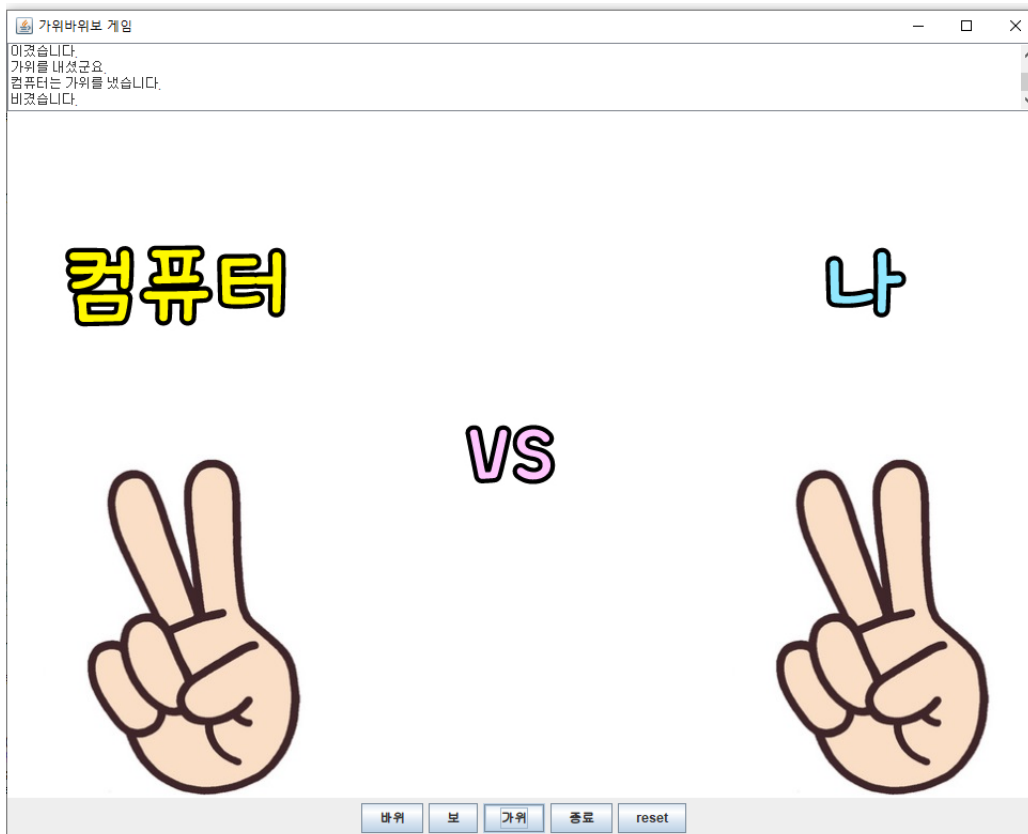 가위바위보 게임
이겼습니다.
가위를 내셨군요.
컴퓨터는 가위를 냈습니다.
비겼습니다.
컴퓨터
나
VS
바위
보
가위
종료
reset